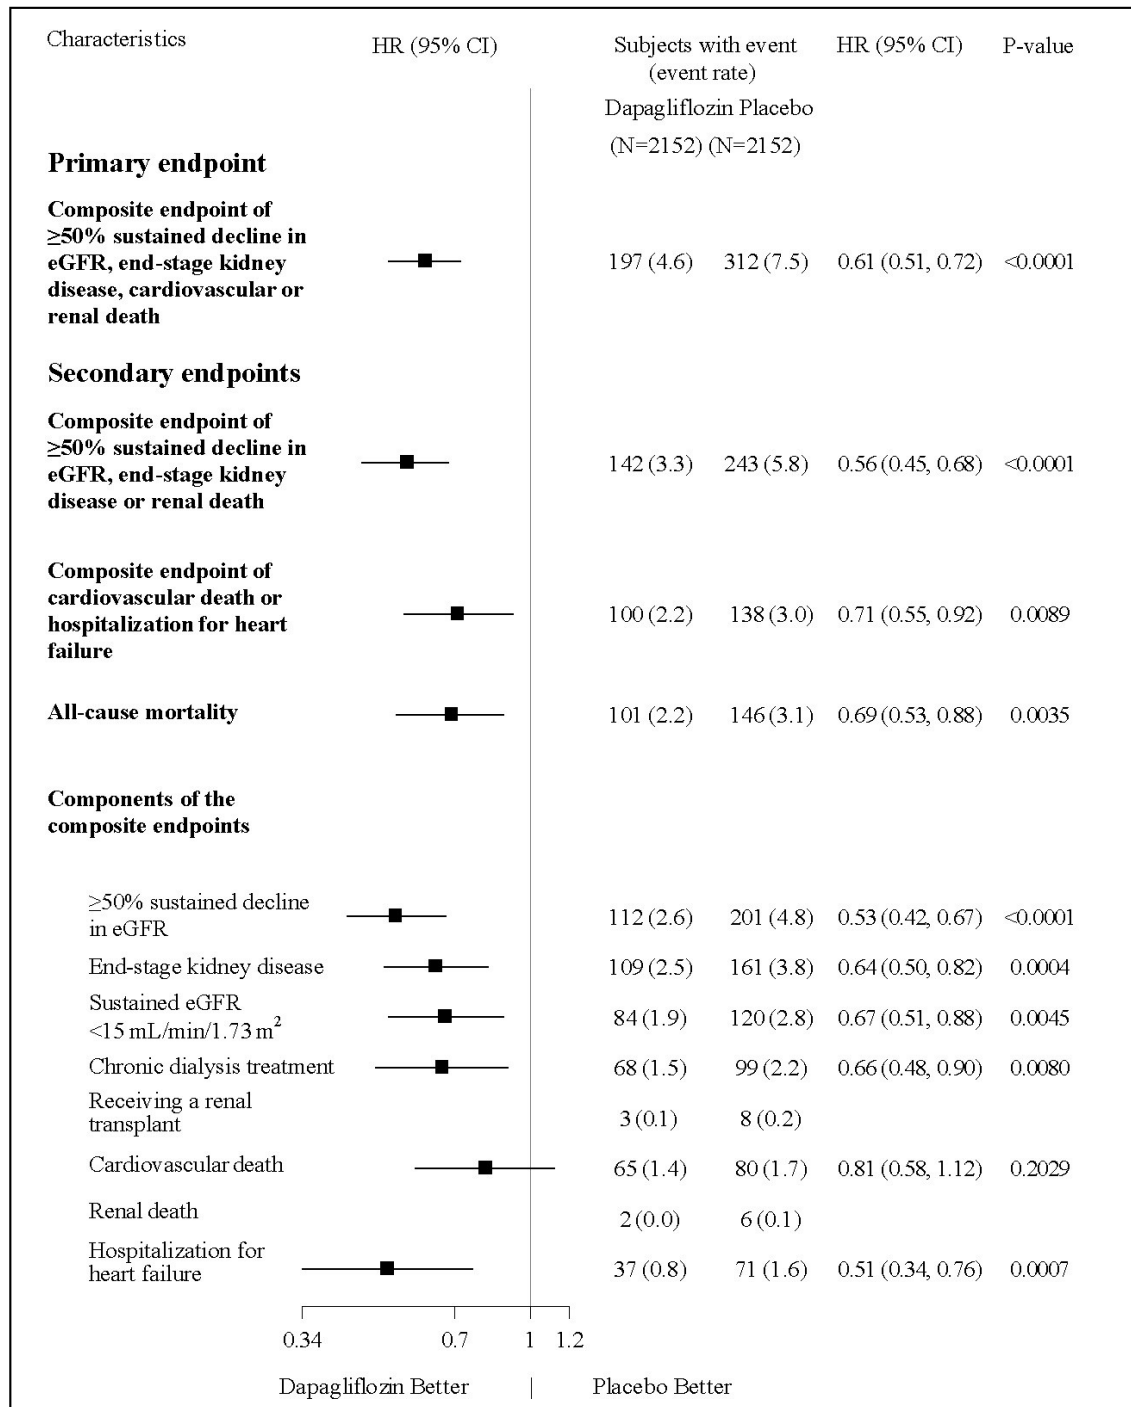 Characteristics HR (95% CI) Subjects with event HR (95% CI) P-value
(event rate)
Dapagliflozin Placebo
(N=2152) (N=2152)
Primary endpoint
Composite endpoint of
≥50% sustained decline in
eGFR, end-stage kidney 197 (4.6) 312 (7.5) 0.61 (0.51, 0.72) <0.0001
disease, cardiovascular or
renal death
Secondary endpoints
Composite endpoint of
≥50% sustained decline in
eGFR, end-stage kidney 142 (3.3) 243 (5.8) 0.56 (0.45, 0.68) <0.0001
disease or renal death
Composite endpoint of
cardiovascular death or
hospitalization for heart 100 (2.2) 138 (3.0) 0.71 (0.55, 0.92) 0.0089
failure
All-cause mortality 101 (2.2) 146 (3.1) 0.69 (0.53, 0.88) 0.0035
Components of the
composite endpoints
≥50% sustained decline
in eGFR 112 (2.6) 201 (4.8) 0.53 (0.42, 0.67) <0.0001
End-stage kidney disease 109 (2.5) 161 (3.8) 0.64 (0.50, 0.82) 0.0004
Sustained eGFR
<15 mL/min/1.73 m² 84 (1.9) 120 (2.8) 0.67 (0.51, 0.88) 0.0045
Chronic dialysis treatment 68 (1.5) 99 (2.2) 0.66 (0.48, 0.90) 0.0080
Receiving a renal
transplant 3 (0.1) 8 (0.2)
Cardiovascular death 65 (1.4) 80 (1.7) 0.81 (0.58, 1.12) 0.2029
Renal death 2 (0.0) 6 (0.1)
Hospitalization for
heart failure 37 (0.8) 71 (1.6) 0.51 (0.34, 0.76) 0.0007
0.34 0.7 1 1.2
Dapagliflozin Better | Placebo Better